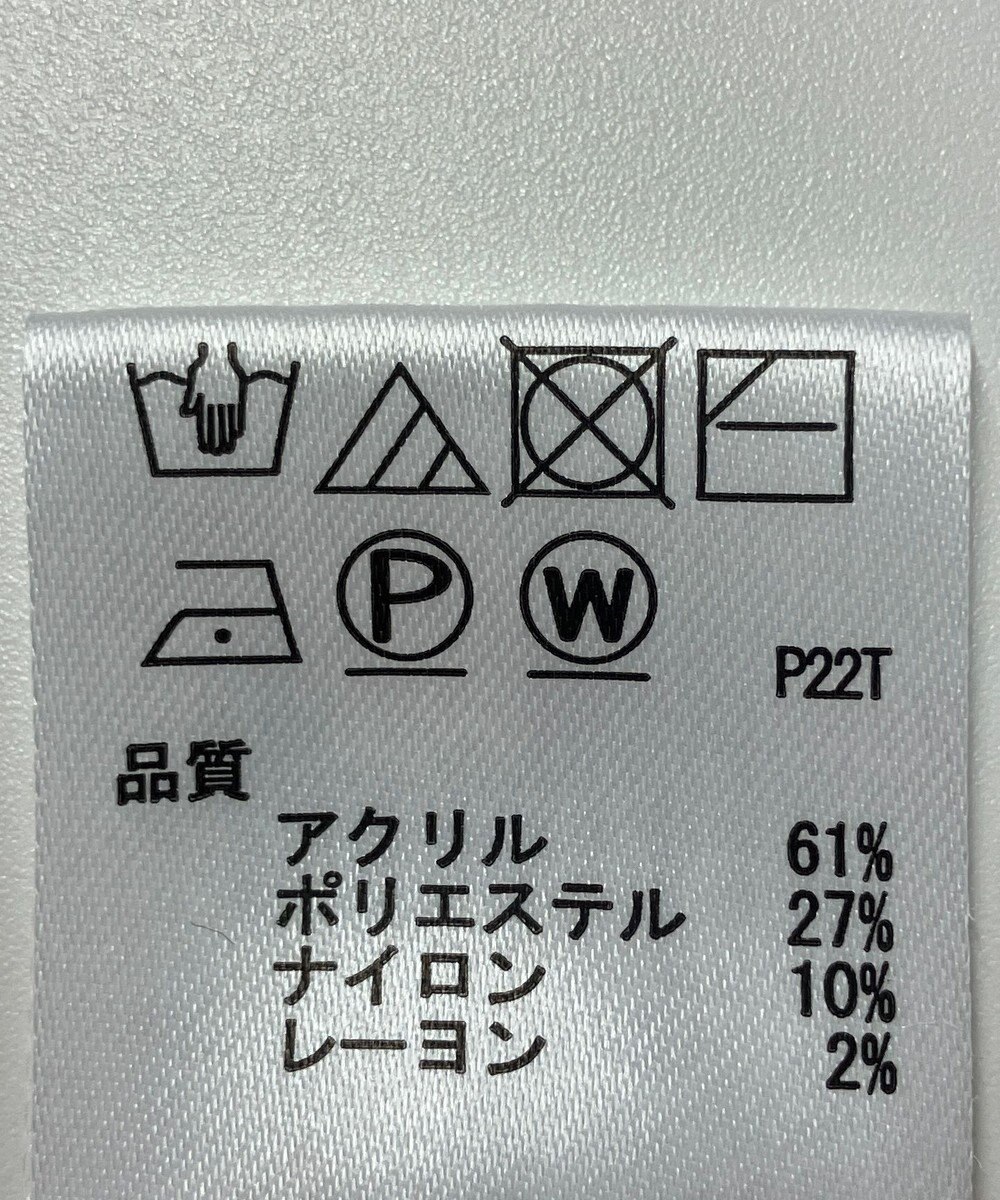 P W
P22T
品質
アクリル 61%
ポリエステル 27%
ナイロン 10%
レーヨン 2%